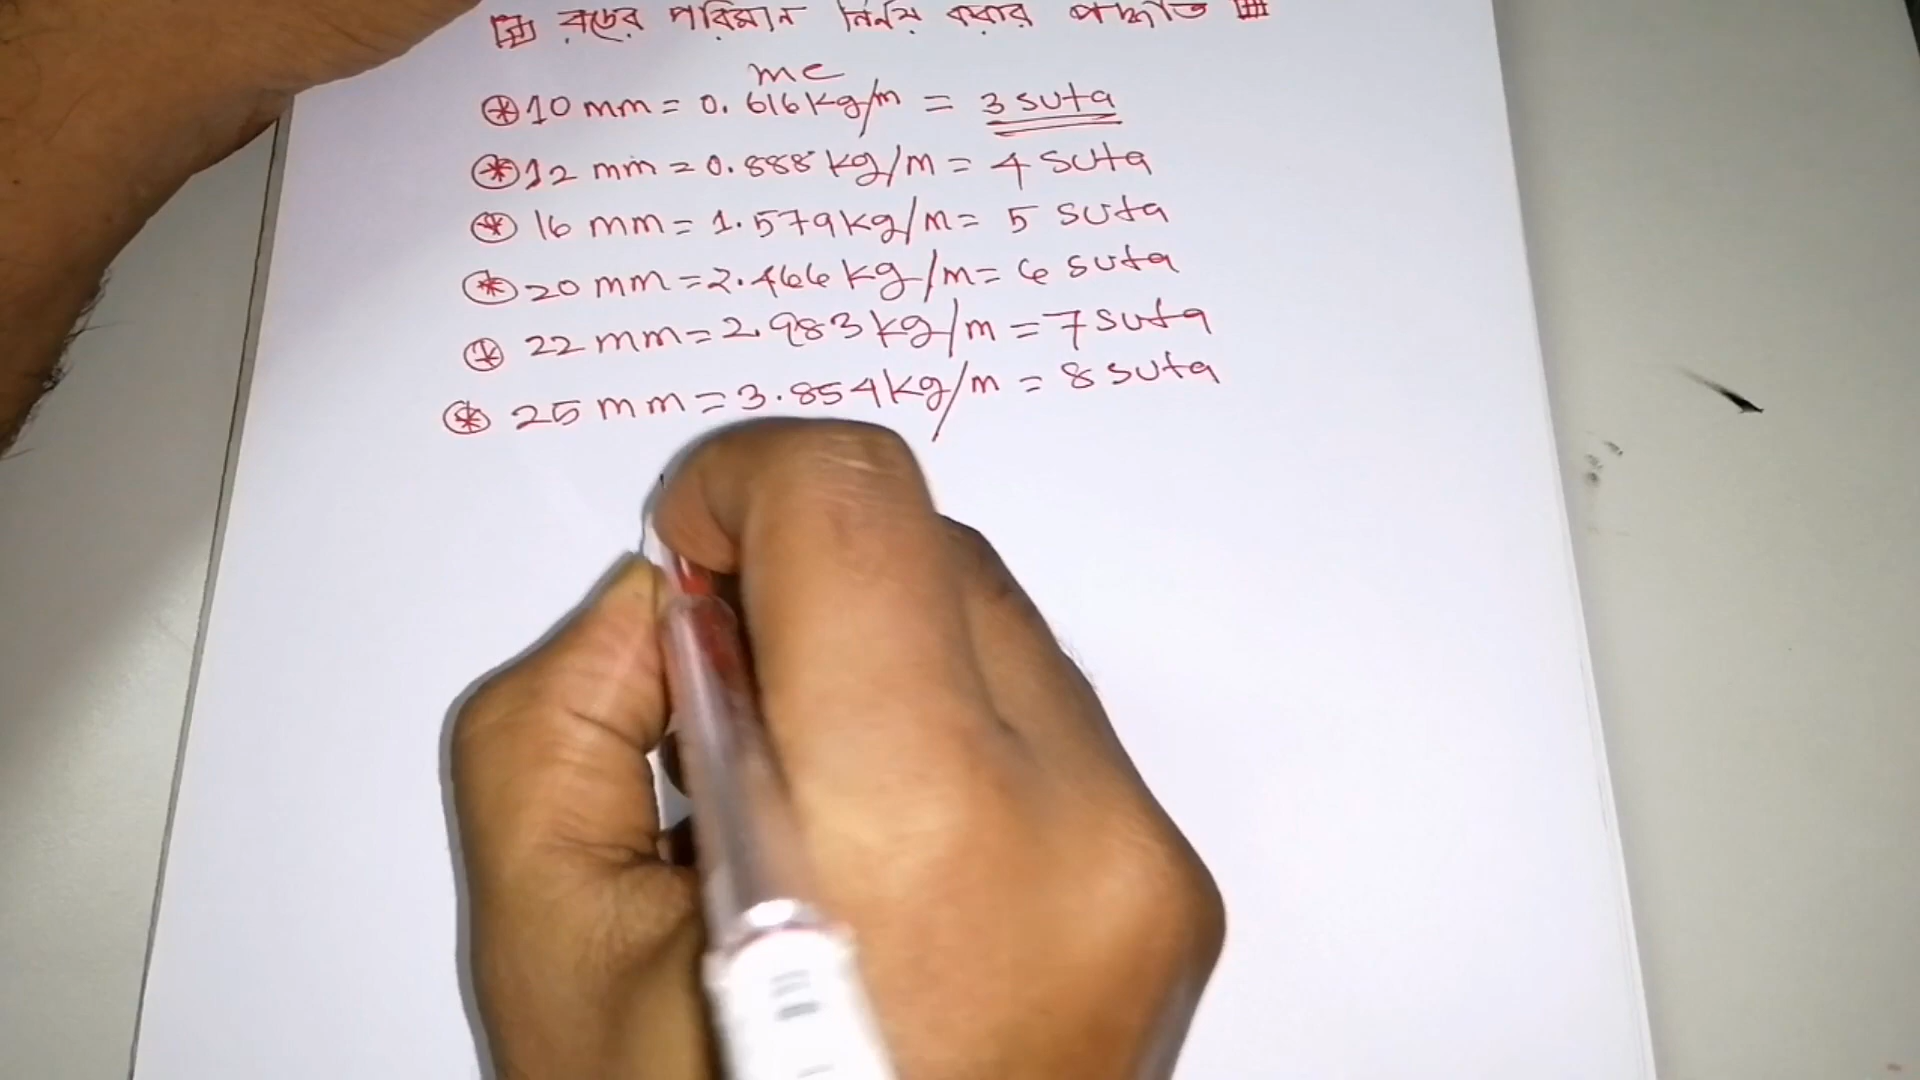 রডের পরিমান নির্নয় করার পদ্ধতি
me
10 mm = 0.616 kg/m = 3 suta
12 mm = 0.888 kg/m = 4 suta
16 mm = 1.579 kg/m = 5 suta
20 mm = 2.466 kg/m = 6 suta
22 mm = 2.983 kg/m = 7 suta
25 mm = 3.854 kg/m = 8 suta